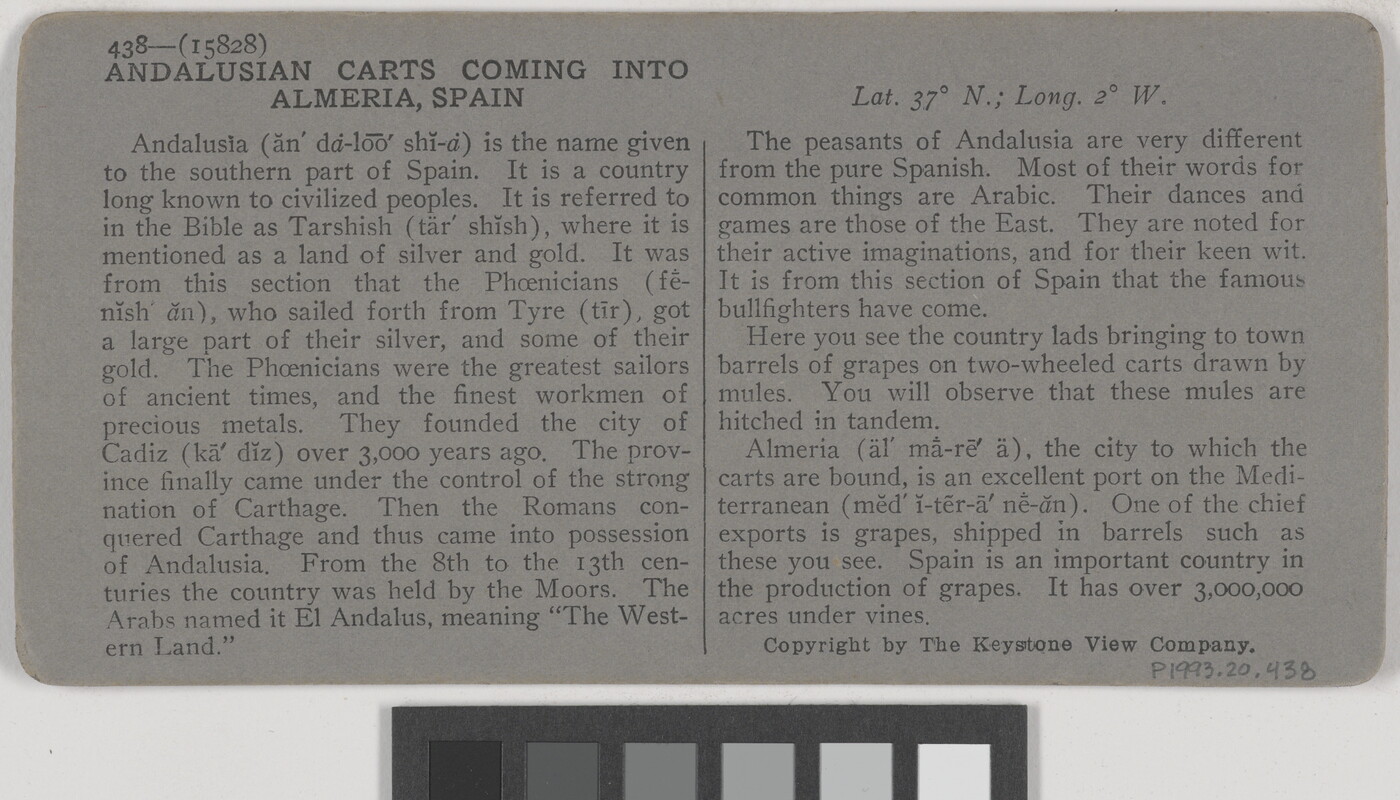 438—(15828)
ANDALUSIAN CARTS COMING INTO
ALMERIA, SPAIN
Andalusia (ăn′ dȧ-lo͞o′ shĭ-ȧ) is the name given
to the southern part of Spain. It is a country
long known to civilized peoples. It is referred to
in the Bible as Tarshish (tär′ shĭsh), where it is
mentioned as a land of silver and gold. It was
from this section that the Phœnicians (fē̇-
nĭsh′ ăn), who sailed forth from Tyre (tīr), got
a large part of their silver, and some of their
gold. The Phœnicians were the greatest sailors
of ancient times, and the finest workmen of
precious metals. They founded the city of
Cadiz (kā′ dĭz) over 3,000 years ago. The prov-
ince finally came under the control of the strong
nation of Carthage. Then the Romans con-
quered Carthage and thus came into possession
of Andalusia. From the 8th to the 13th cen-
turies the country was held by the Moors. The
Arabs named it El Andalus, meaning “The West-
ern Land.”
Lat. 37° N.; Long. 2° W.
The peasants of Andalusia are very different
from the pure Spanish. Most of their words for
common things are Arabic. Their dances and
games are those of the East. They are noted for
their active imaginations, and for their keen wit.
It is from this section of Spain that the famous
bullfighters have come.
Here you see the country lads bringing to town
barrels of grapes on two-wheeled carts drawn by
mules. You will observe that these mules are
hitched in tandem.
Almeria (äl′ mǡ-rē′ ä), the city to which the
carts are bound, is an excellent port on the Medi-
terranean (mĕd′ ĭ-tẽr-ā′ nē̇-ăn). One of the chief
exports is grapes, shipped in barrels such as
these you see. Spain is an important country in
the production of grapes. It has over 3,000,000
acres under vines.
Copyright by The Keystone View Company.
P1993.20.438